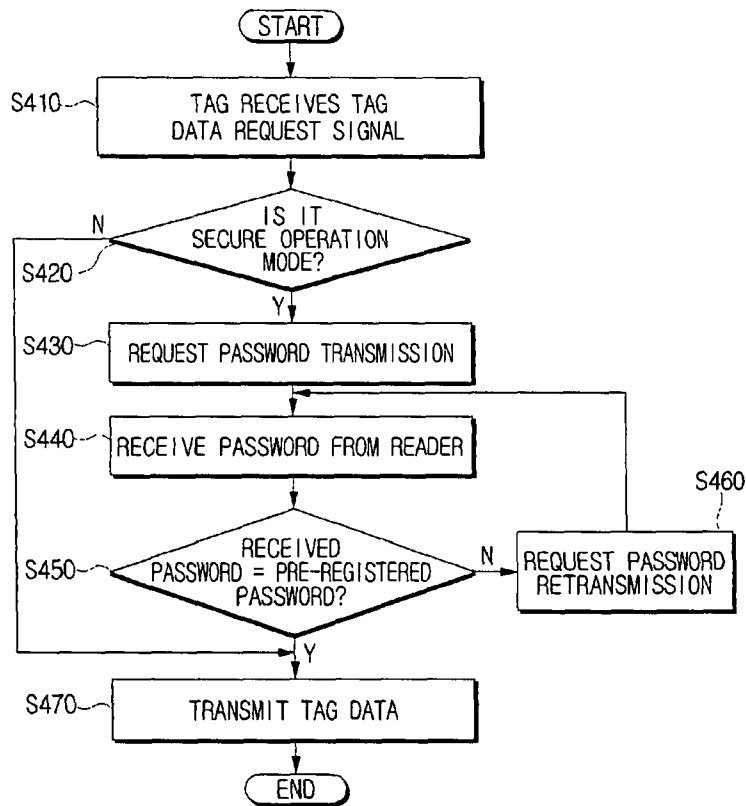 START
S410
TAG RECEIVES TAG
DATA REQUEST SIGNAL
N
IS IT
SECURE OPERATION
MODE?
S420
Y
S430
REQUEST PASSWORD TRANSMISSION
S440
RECEIVE PASSWORD FROM READER
S460
S450
RECEIVED
PASSWORD = PRE-REGISTERED
PASSWORD?
N
REQUEST PASSWORD
RETRANSMISSION
Y
S470
TRANSMIT TAG DATA
END